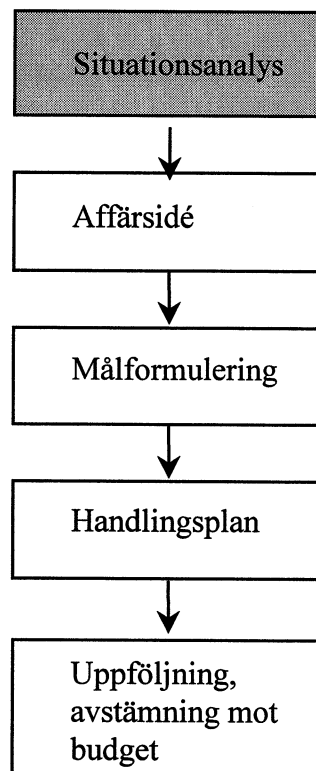 Situationsanalys
Affärsidé
Målformulering
Handlingsplan
Uppföljning,
avstämning mot
budget